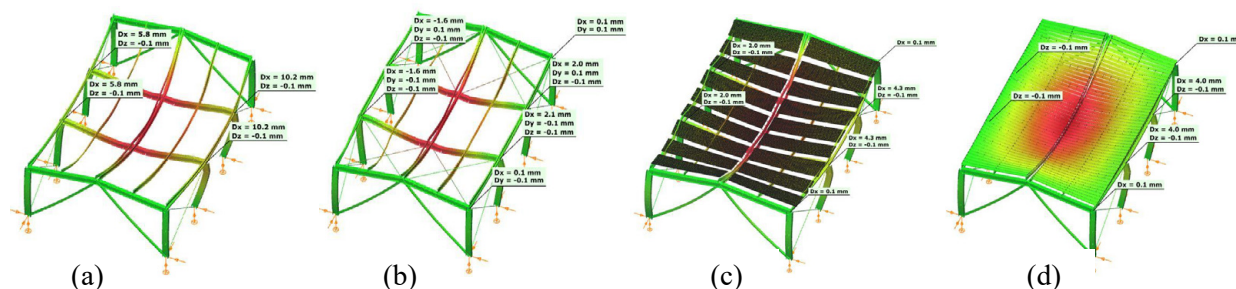 Dx = 5.8 mm
Dz = -0.1 mm
Dx = 5.8 mm
Dz = -0.1 mm
Dx = 10.2 mm
Dz = -0.1 mm
Dx = 10.2 mm
Dz = -0.1 mm
(a)
Dx = -1.6 mm
Dy = 0.1 mm
Dz = -0.1 mm
Dx = 0.1 mm
Dy = 0.1 mm
Dx = -1.6 mm
Dy = -0.1 mm
Dz = -0.1 mm
Dx = 2.0 mm
Dy = 0.1 mm
Dz = -0.1 mm
Dx = 2.1 mm
Dy = -0.1 mm
Dz = -0.1 mm
Dx = 0.1 mm
Dy = -0.1 mm
(b)
Dx = 2.0 mm
Dz = -0.1 mm
Dx = 0.1 mm
Dx = 2.0 mm
Dz = -0.1 mm
Dx = 4.3 mm
Dz = -0.1 mm
Dx = 4.3 mm
Dz = -0.1 mm
Dx = 0.1 mm
(c)
Dz = -0.1 mm
Dx = 0.1 m
Dz = -0.1 mm
Dx = 4.0 mm
Dz = -0.1 mm
Dx = 4.0 mm
Dz = -0.1 mm
Dx = 0.1 mm
(d)